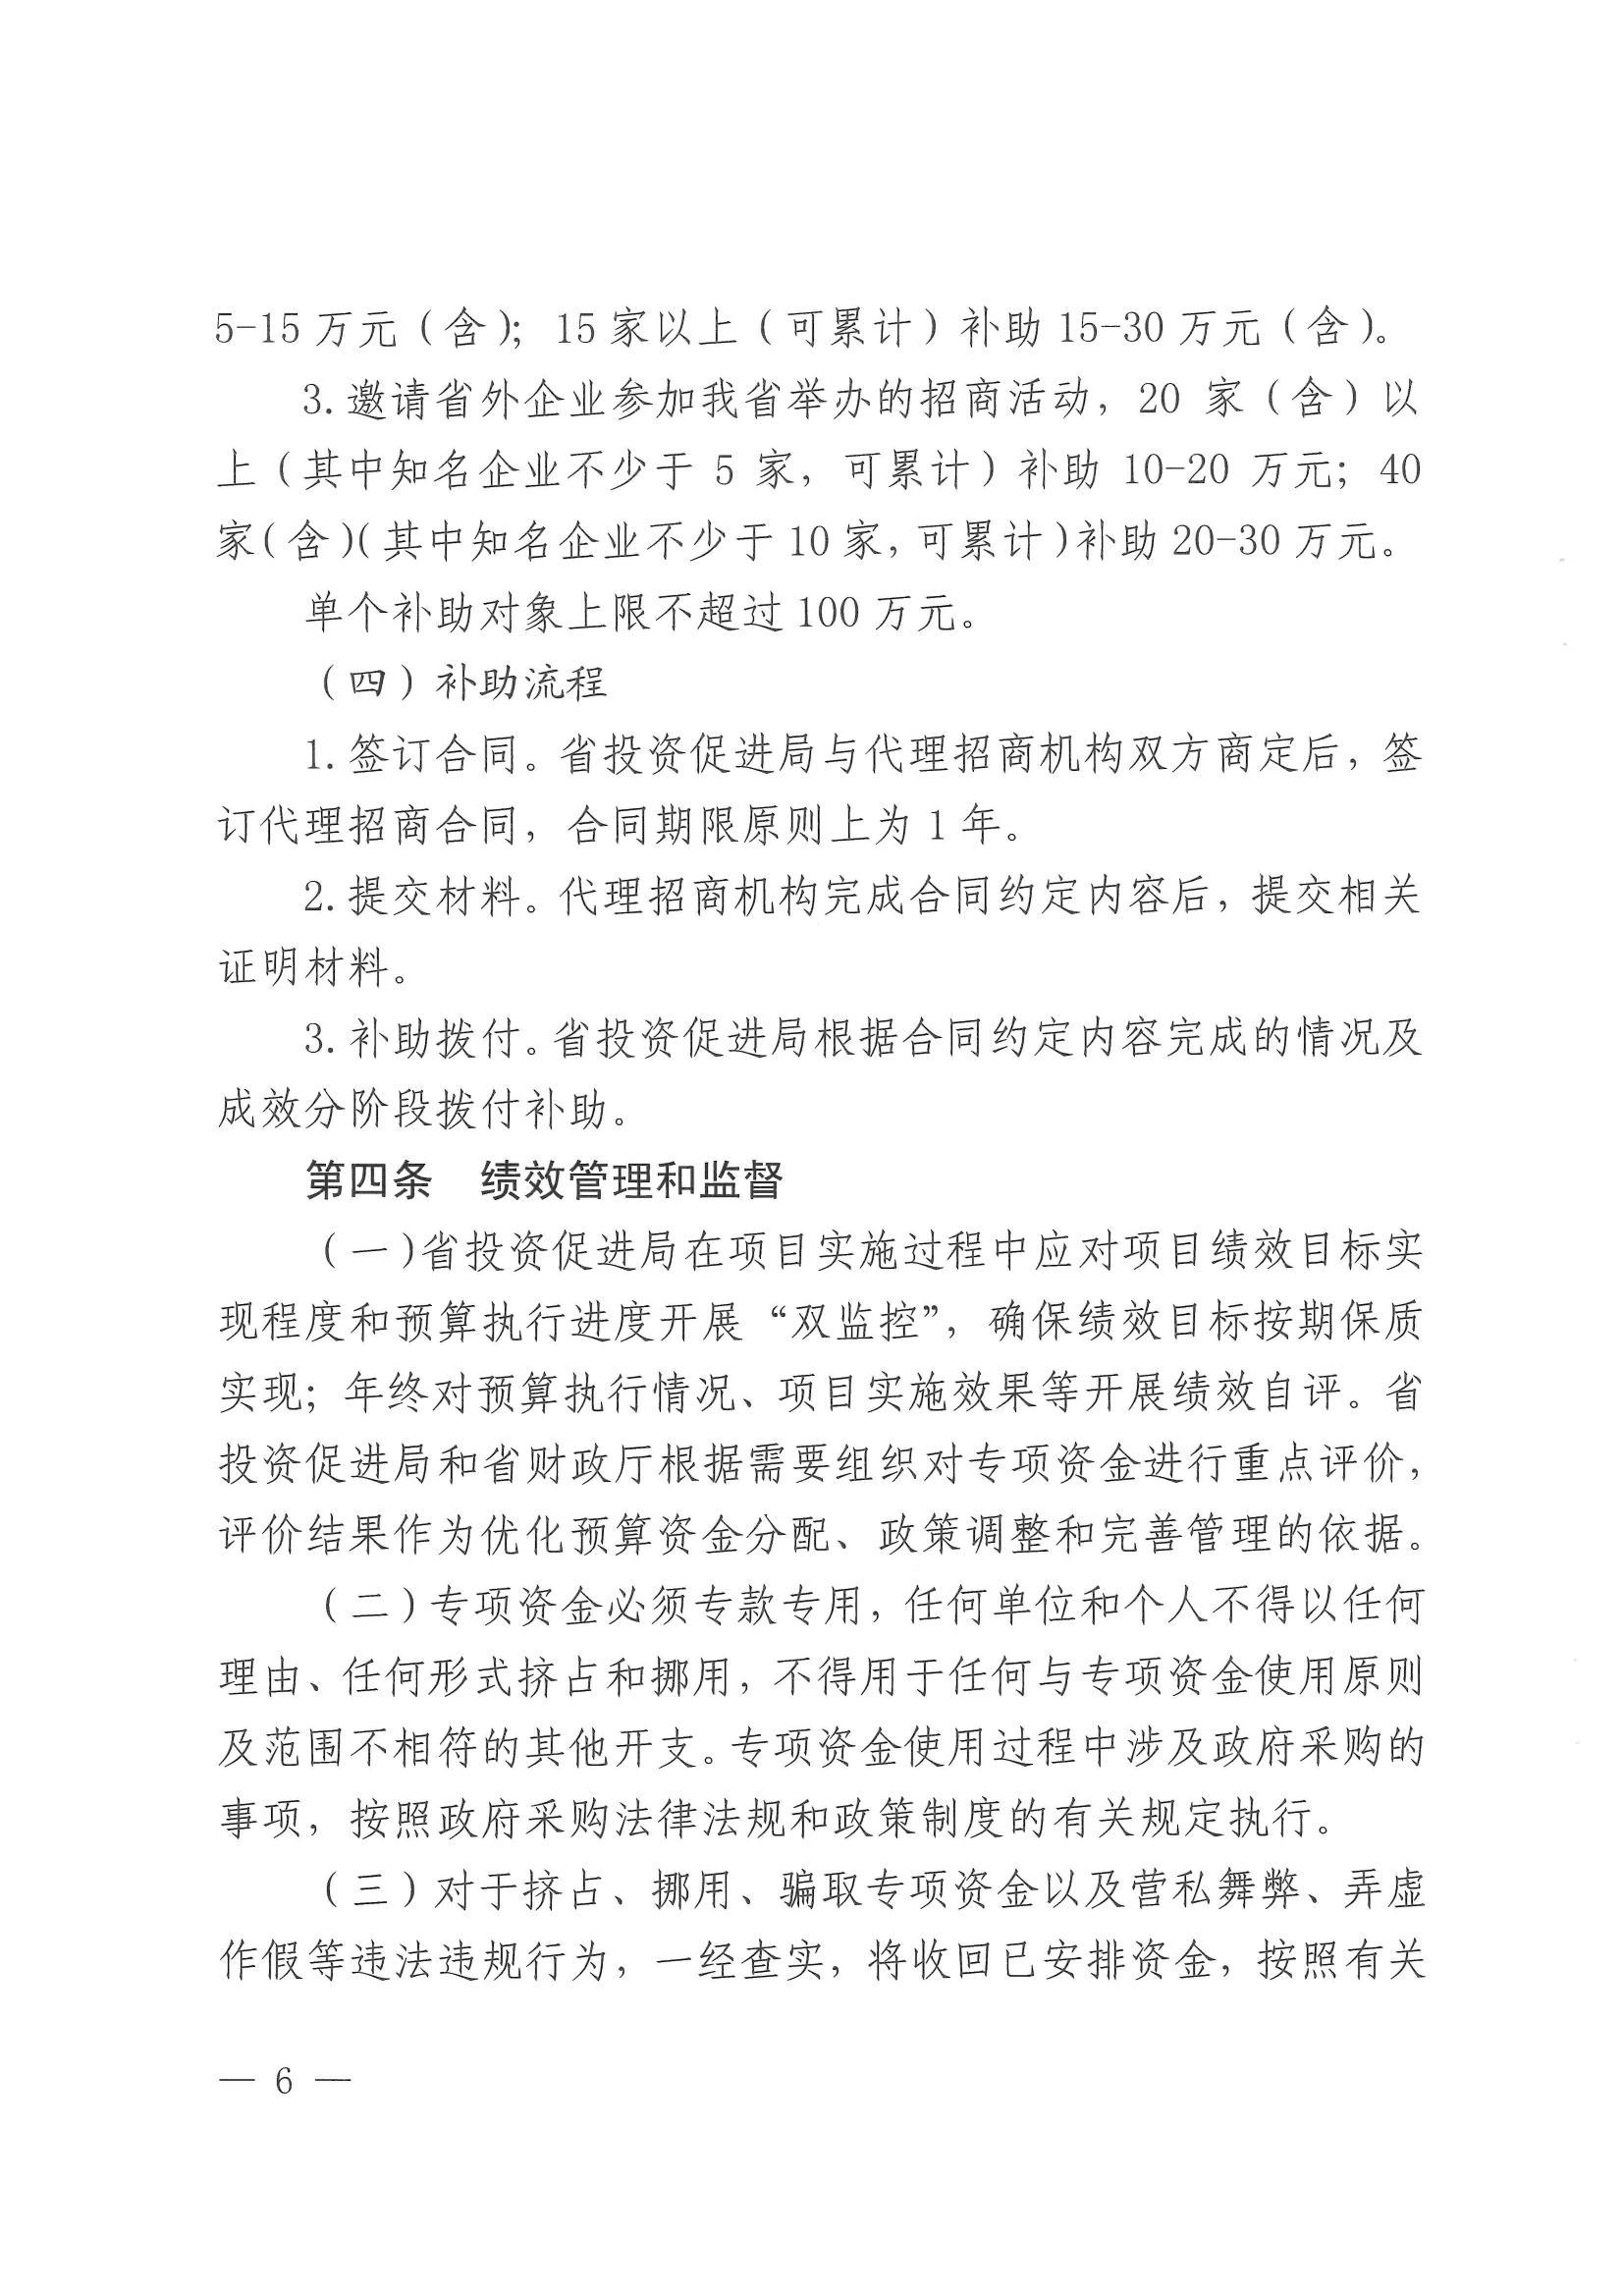 5-15 万元（含）；15 家以上（可累计）补助 15-30 万元（含）。
3.邀请省外企业参加我省举办的招商活动，20 家（含）以
上（其中知名企业不少于 5 家，可累计）补助 10-20 万元；40
家（含）（其中知名企业不少于 10 家，可累计）补助 20-30 万元。
单个补助对象上限不超过 100 万元。
（四）补助流程
1.签订合同。省投资促进局与代理招商机构双方商定后，签
订代理招商合同，合同期限原则上为 1 年。
2.提交材料。代理招商机构完成合同约定内容后，提交相关
证明材料。
3.补助拨付。省投资促进局根据合同约定内容完成的情况及
成效分阶段拨付补助。
第四条　绩效管理和监督
（一）省投资促进局在项目实施过程中应对项目绩效目标实
现程度和预算执行进度开展“双监控”，确保绩效目标按期保质
实现；年终对预算执行情况、项目实施效果等开展绩效自评。省
投资促进局和省财政厅根据需要组织对专项资金进行重点评价，
评价结果作为优化预算资金分配、政策调整和完善管理的依据。
（二）专项资金必须专款专用，任何单位和个人不得以任何
理由、任何形式挤占和挪用，不得用于任何与专项资金使用原则
及范围不相符的其他开支。专项资金使用过程中涉及政府采购的
事项，按照政府采购法律法规和政策制度的有关规定执行。
（三）对于挤占、挪用、骗取专项资金以及营私舞弊、弄虚
作假等违法违规行为，一经查实，将收回已安排资金，按照有关
— 6 —